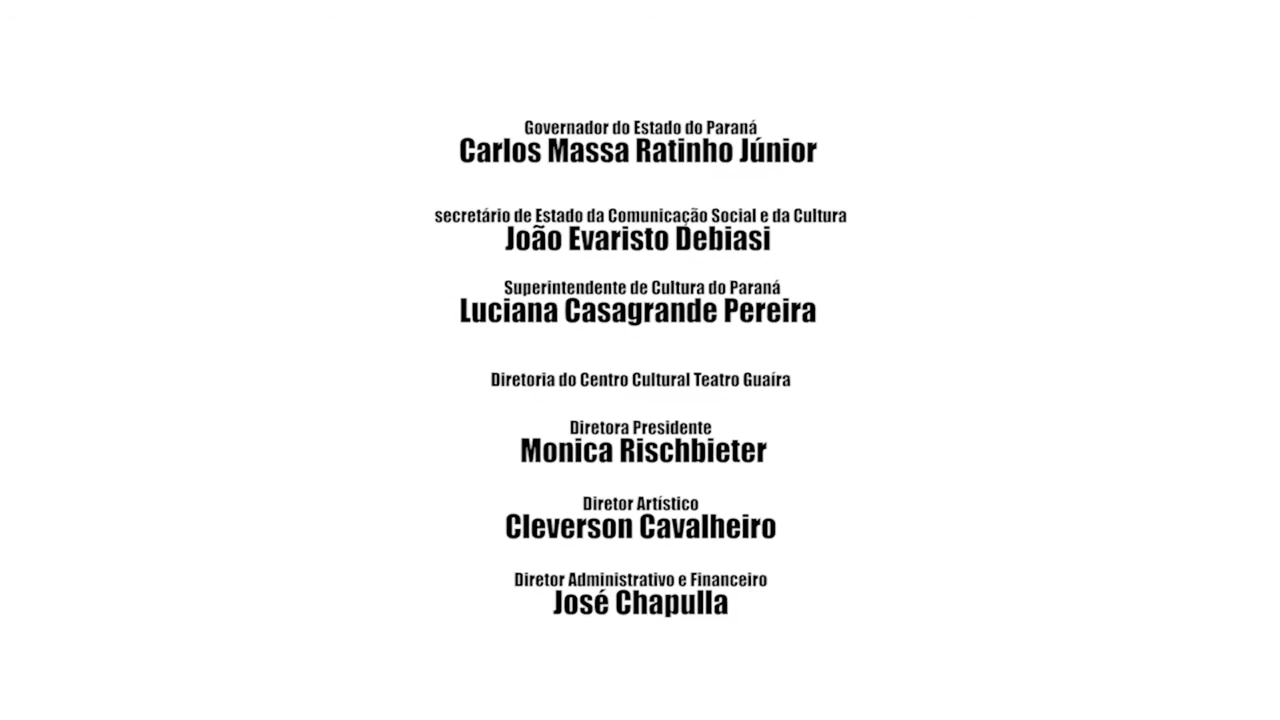 Governador do Estado do Paraná
Carlos Massa Ratinho Júnior
secretário de Estado da Comunicação Social e da Cultura
João Evaristo Debiasi
Superintendente de Cultura do Paraná
Luciana Casagrande Pereira
Diretoria do Centro Cultural Teatro Guaíra
Diretora Presidente
Monica Rischbieter
Diretor Artístico
Cleverson Cavalheiro
Diretor Administrativo e Financeiro
José Chapulla